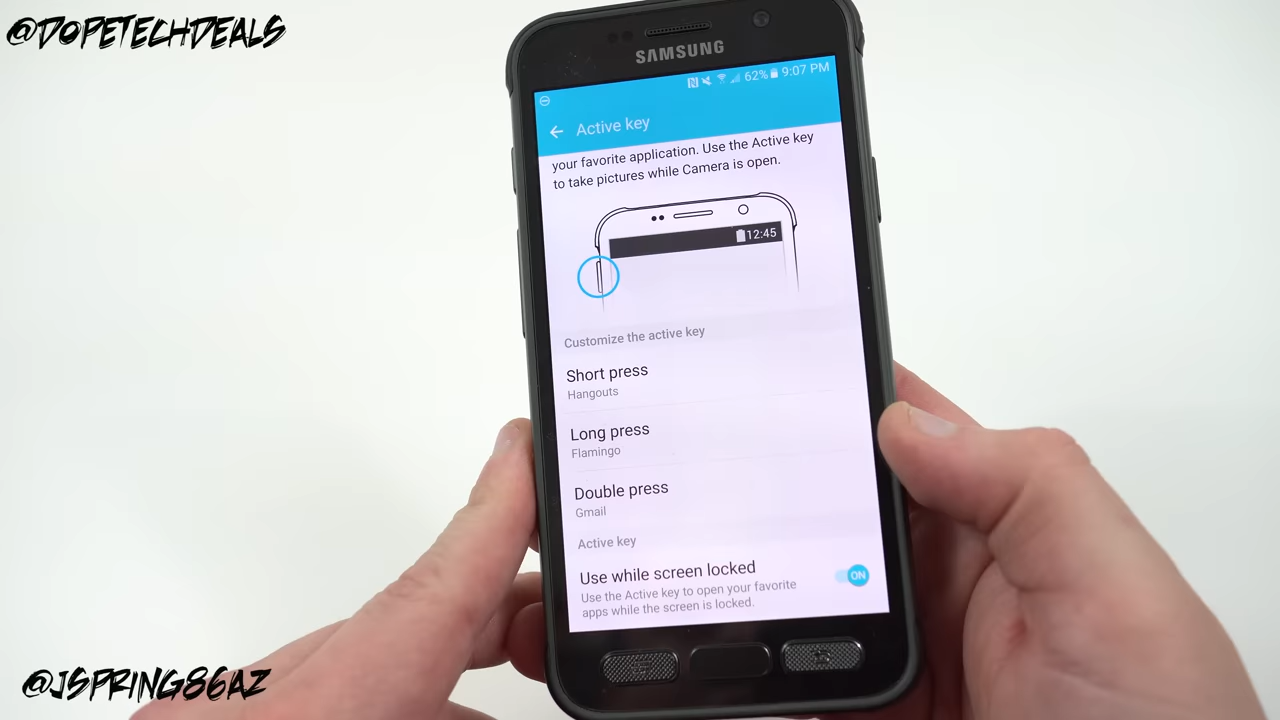 @DOPETECHDEALS
SAMSUNG
62% 9:07 PM
Active key
your favorite application. Use the Active key
to take pictures while Camera is open.
12:45
Customize the active key
Short press
Hangouts
Long press
Flamingo
Double press
Gmail
Active key
Use while screen locked
ON
Use the Active key to open your favorite
apps while the screen is locked.
@JSPRING86AZ